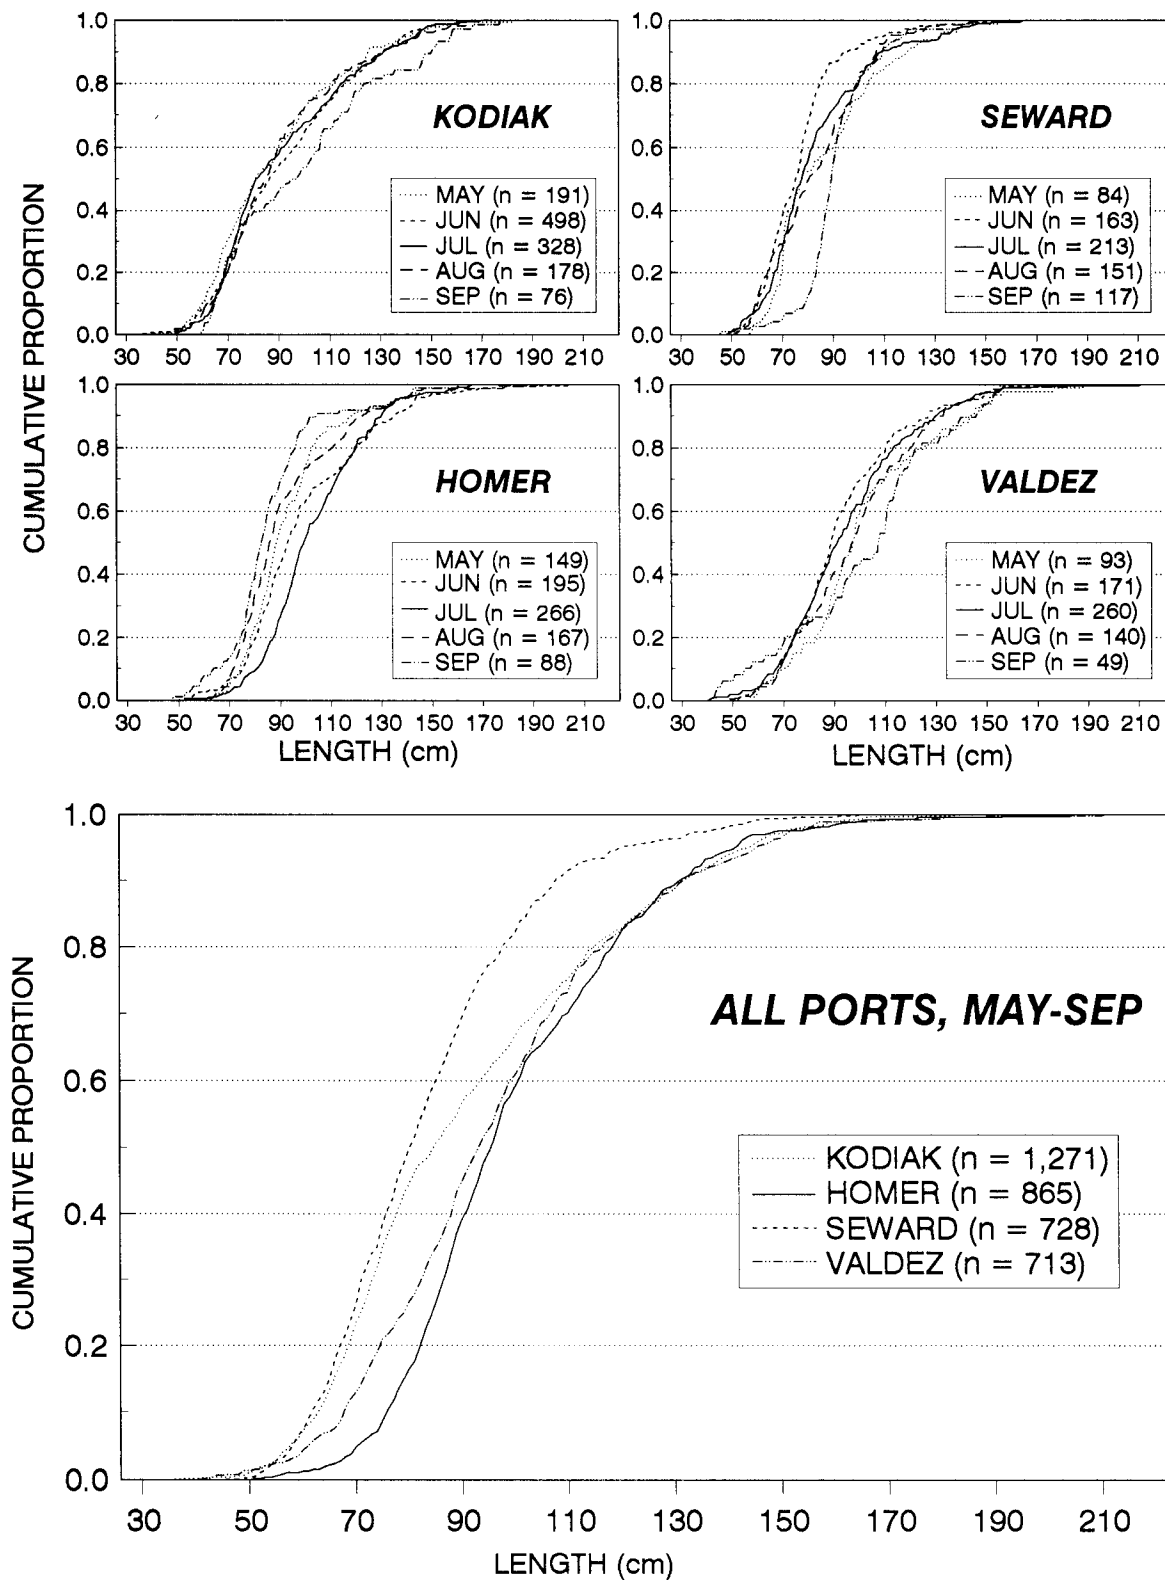 CUMULATIVE PROPORTION
1.0
0.8
0.6
0.4
0.2
0.0
KODIAK
MAY (n = 191)
JUN (n = 498)
JUL (n = 328)
AUG (n = 178)
SEP (n = 76)
30 50 70 90 110 130 150 170 190 210
1.0
0.8
0.6
0.4
0.2
0.0
SEWARD
MAY (n = 84)
JUN (n = 163)
JUL (n = 213)
AUG (n = 151)
SEP (n = 117)
30 50 70 90 110 130 150 170 190 210
1.0
0.8
0.6
0.4
0.2
0.0
HOMER
MAY (n = 149)
JUN (n = 195)
JUL (n = 266)
AUG (n = 167)
SEP (n = 88)
30 50 70 90 110 130 150 170 190 210
LENGTH (cm)
1.0
0.8
0.6
0.4
0.2
0.0
VALDEZ
MAY (n = 93)
JUN (n = 171)
JUL (n = 260)
AUG (n = 140)
SEP (n = 49)
30 50 70 90 110 130 150 170 190 210
LENGTH (cm)
CUMULATIVE PROPORTION
1.0
0.8
0.6
0.4
0.2
0.0
ALL PORTS, MAY-SEP
KODIAK (n = 1,271)
HOMER (n = 865)
SEWARD (n = 728)
VALDEZ (n = 713)
30 50 70 90 110 130 150 170 190 210
LENGTH (cm)